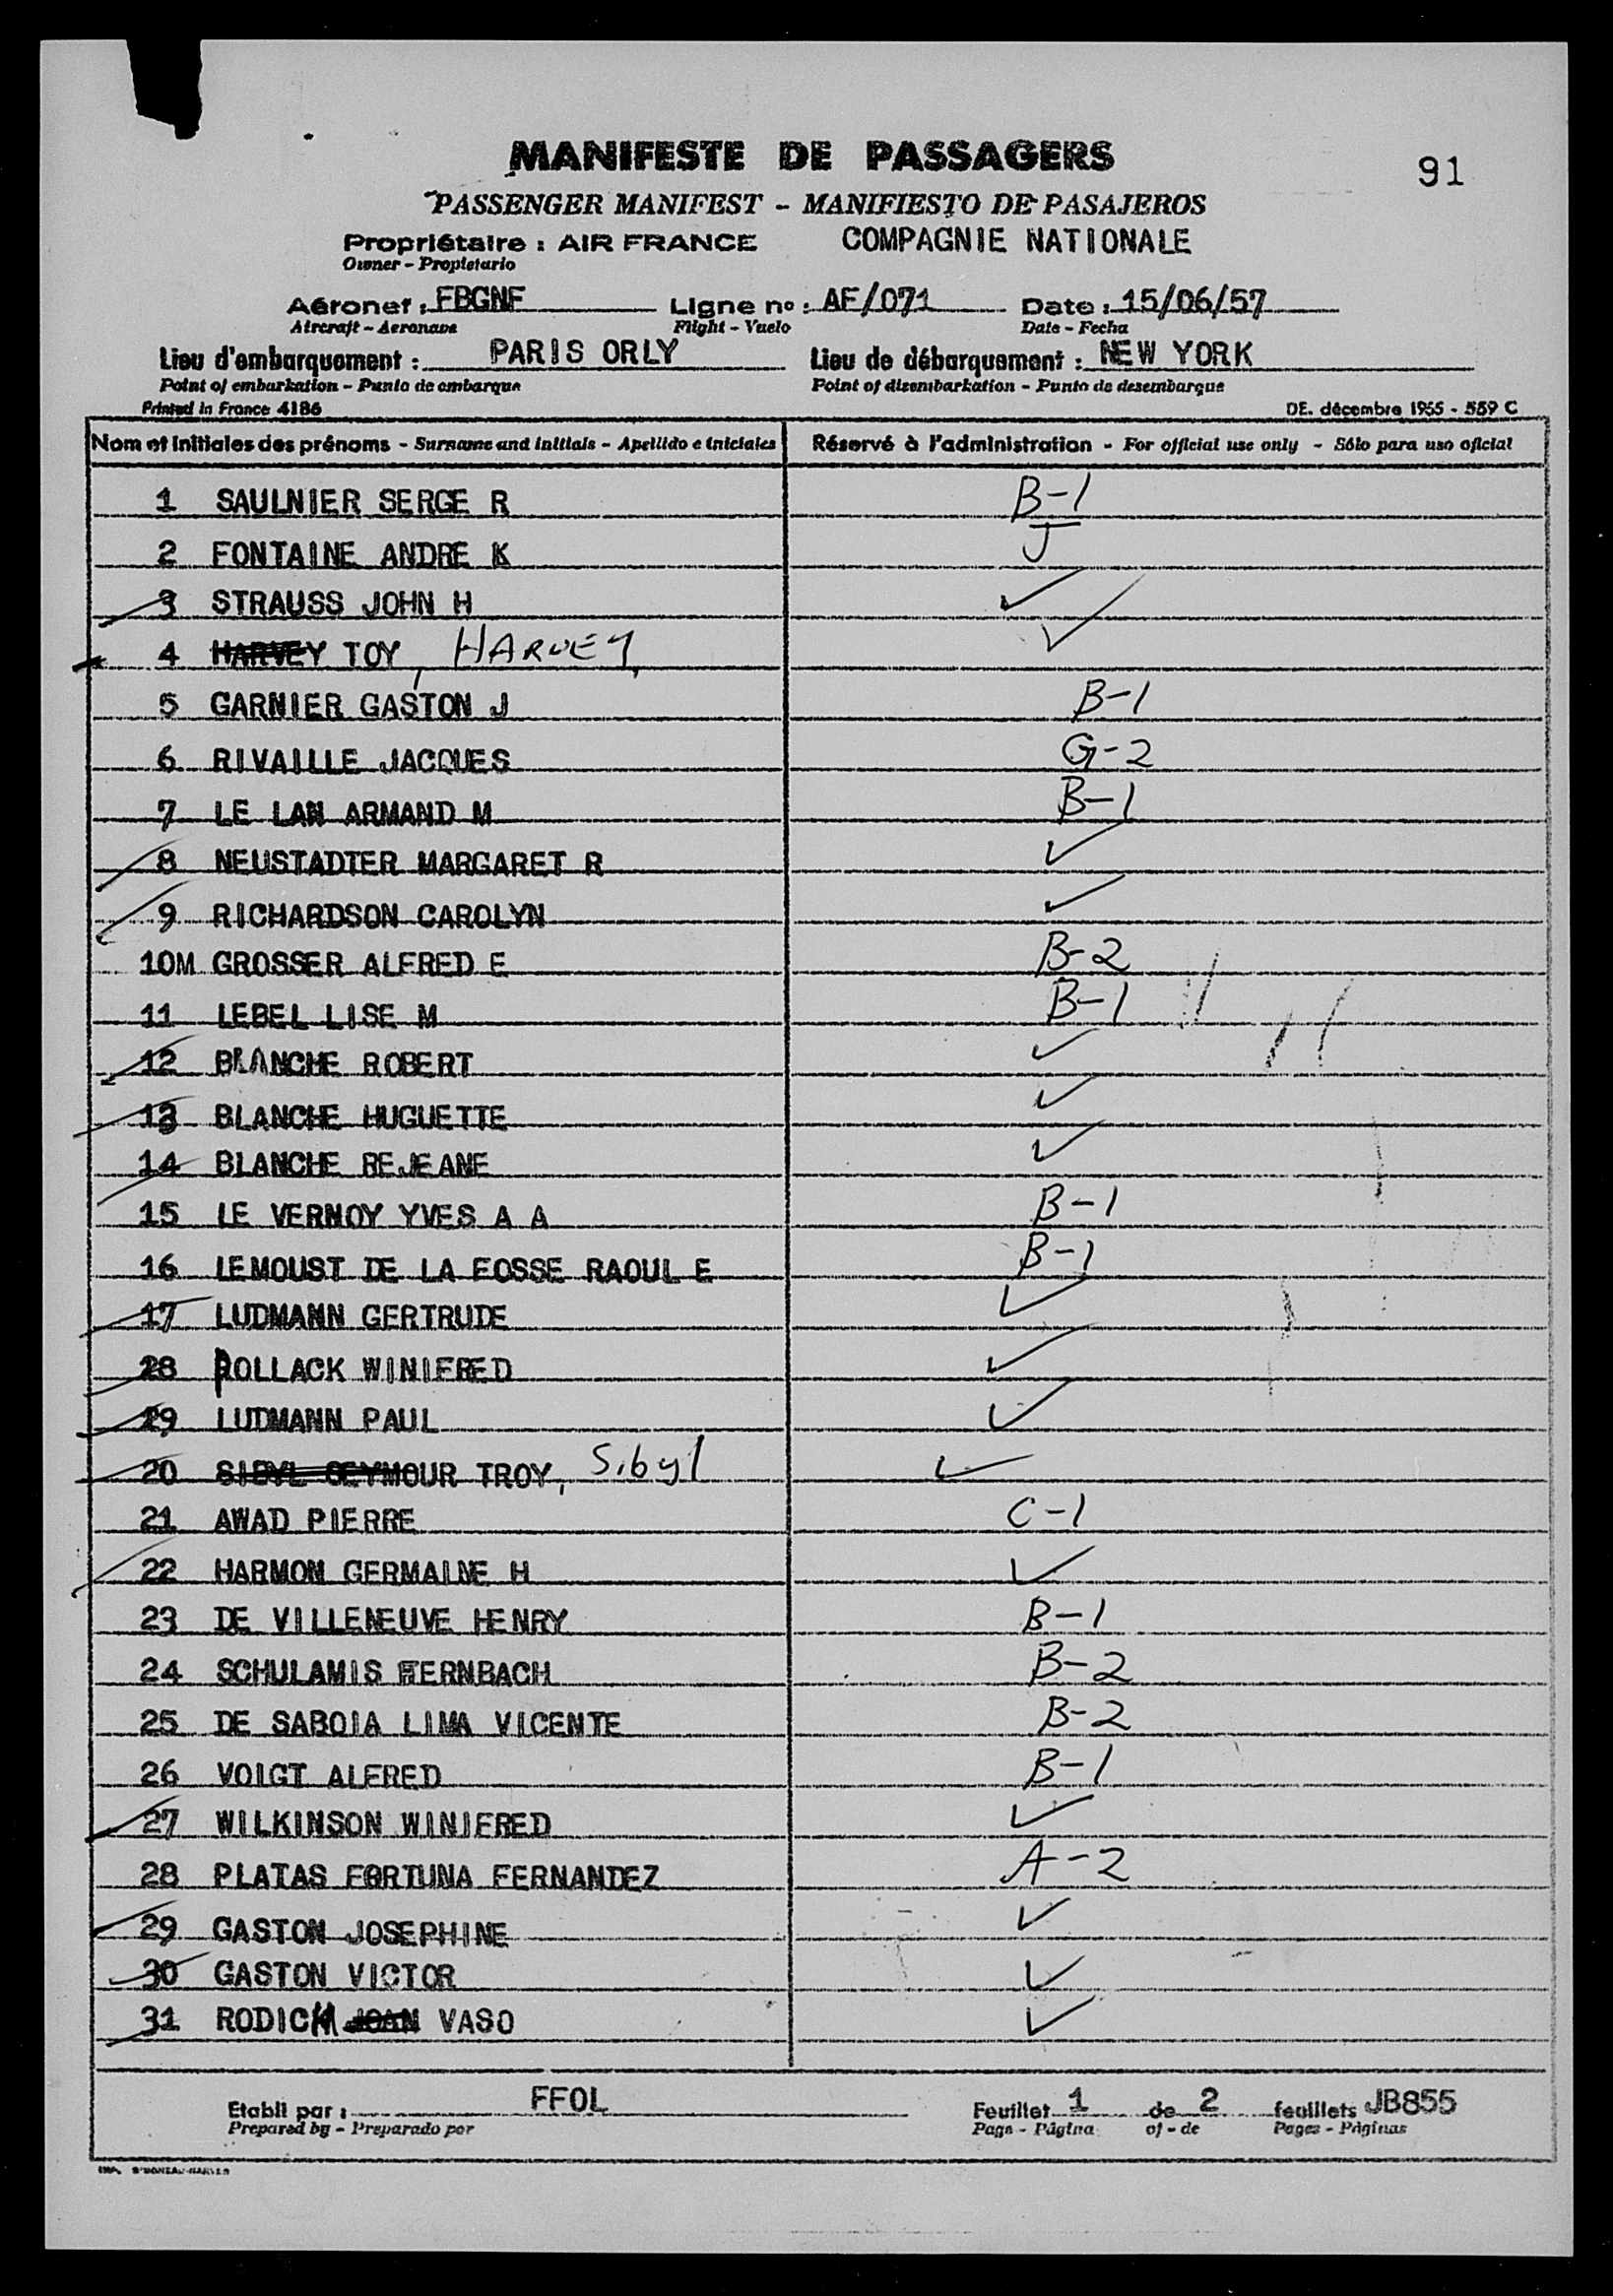 MANIFESTE DE PASSAGERS
91
PASSENGER MANIFEST - MANIFIESTO DE PASAJEROS
Propriétaire : AIR FRANCE COMPAGNIE NATIONALE
Owner - Propietario
Aéronef : FBGNF Ligne no : AF/071 Date : 15/06/57
Aircraft - Aeronave Flight - Vuelo Date - Fecha
Lieu d'embarquement : PARIS ORLY Lieu de débarquement : NEW YORK
Point of embarkation - Punto de embarque Point of disembarkation - Punto de desembarque
Printed in France 4186 DE. décembre 1955 - 559 C
Nom et initiales des prénoms - Surname and initials - Apellido e iniciales Réservé à l'administration - For official use only - Sólo para uso oficial
1 SAULNIER SERGE R B-1
2 FONTAINE ANDRE K J
3 STRAUSS JOHN H ✓
4 HARVEY TOY, HARVEY ✓
5 GARNIER GASTON J B-1
6 RIVAILLE JACQUES G-2
7 LE LAN ARMAND M B-1
8 NEUSTADTER MARGARET R ✓
9 RICHARDSON CAROLYN ✓
10M GROSSER ALFRED E B-2
11 LEBEL LISE M B-1
12 BLANCHE ROBERT ✓
13 BLANCHE HUGUETTE ✓
14 BLANCHE REJEANE ✓
15 LE VERNOY YVES A A B-1
16 LEMOUST DE LA FOSSE RAOUL E B-1
17 LUDMANN GERTRUDE ✓
18 POLLACK WINIFRED ✓
19 LUDMANN PAUL ✓
20 SIBYL SEYMOUR TROY, Sibyl ✓
21 AWAD PIERRE C-1
22 HARMON GERMAINE H ✓
23 DE VILLENEUVE HENRY B-1
24 SCHULAMIS FERNBACH B-2
25 DE SABOIA LIMA VICENTE B-2
26 VOIGT ALFRED B-1
27 WILKINSON WINIFRED ✓
28 PLATAS FORTUNA FERNANDEZ A-2
29 GASTON JOSEPHINE ✓
30 GASTON VICTOR ✓
31 RODICH JOAN VASO ✓
Etabli par : FFOL Feuillet 1 de 2 feuillets JB855
Prepared by - Preparado por Page - Página of - de Pages - Páginas